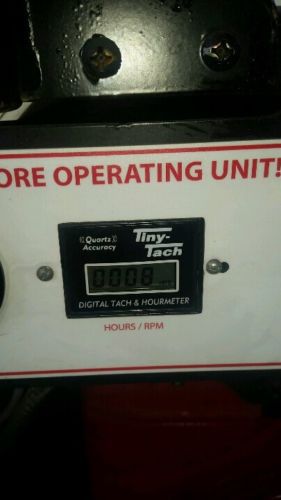 ORE OPERATING UNIT!
Quartz
Accuracy
Tiny-
Tach
0008
DIGITAL TACH & HOURMETER
HOURS / RPM